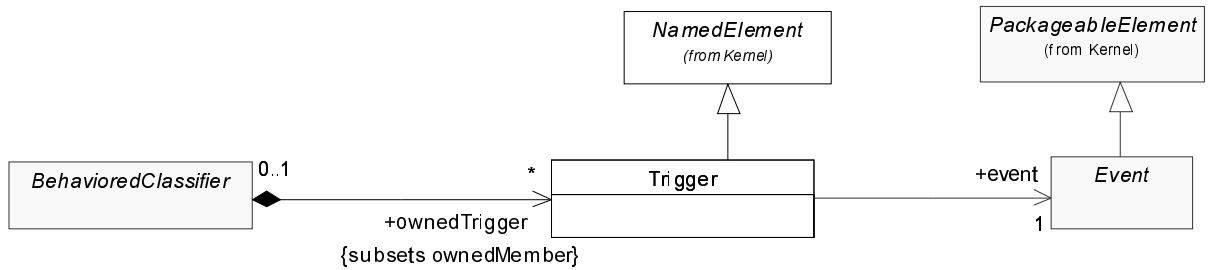 NamedElement
(from Kernel)
PackageableElement
(from Kernel)
BehavioredClassifier
0..1
*
+ownedTrigger
{subsets ownedMember}
Trigger
+event
1
Event